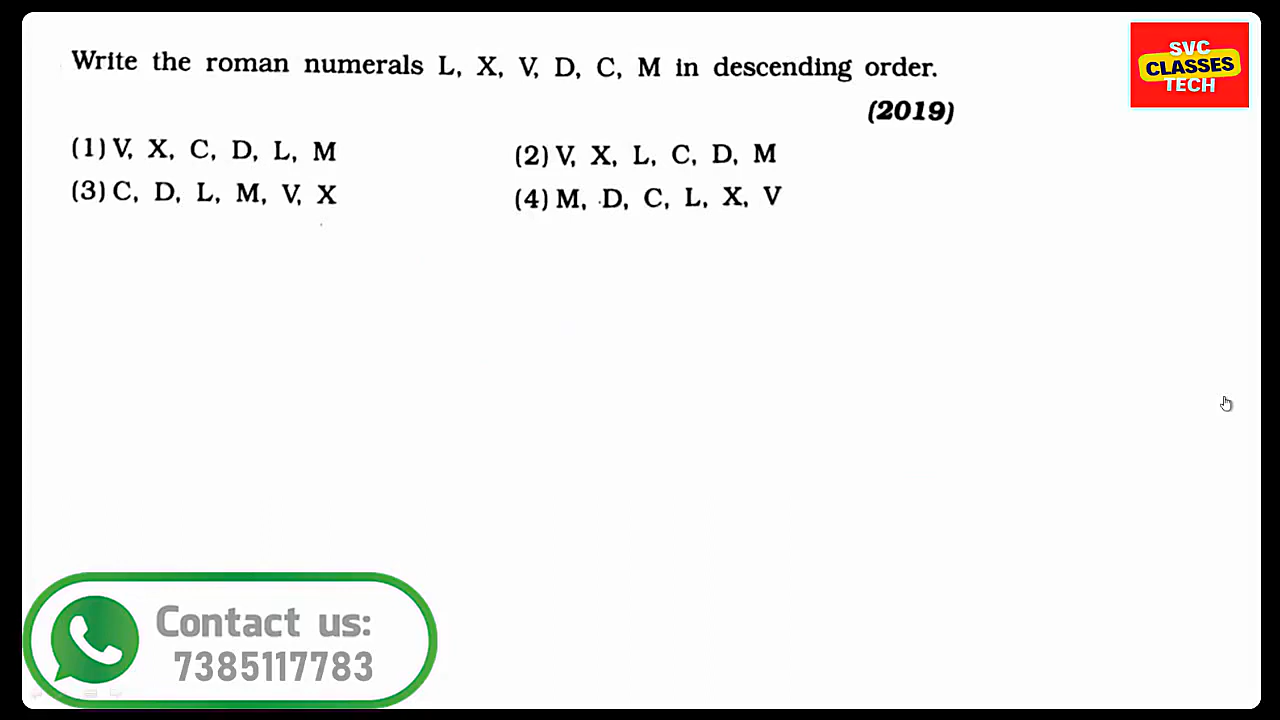 Write the roman numerals L, X, V, D, C, M in descending order.
(2019)
(1) V, X, C, D, L, M
(2) V, X, L, C, D, M
(3) C, D, L, M, V, X
(4) M, D, C, L, X, V
SVC
CLASSES
TECH
Contact us:
7385117783